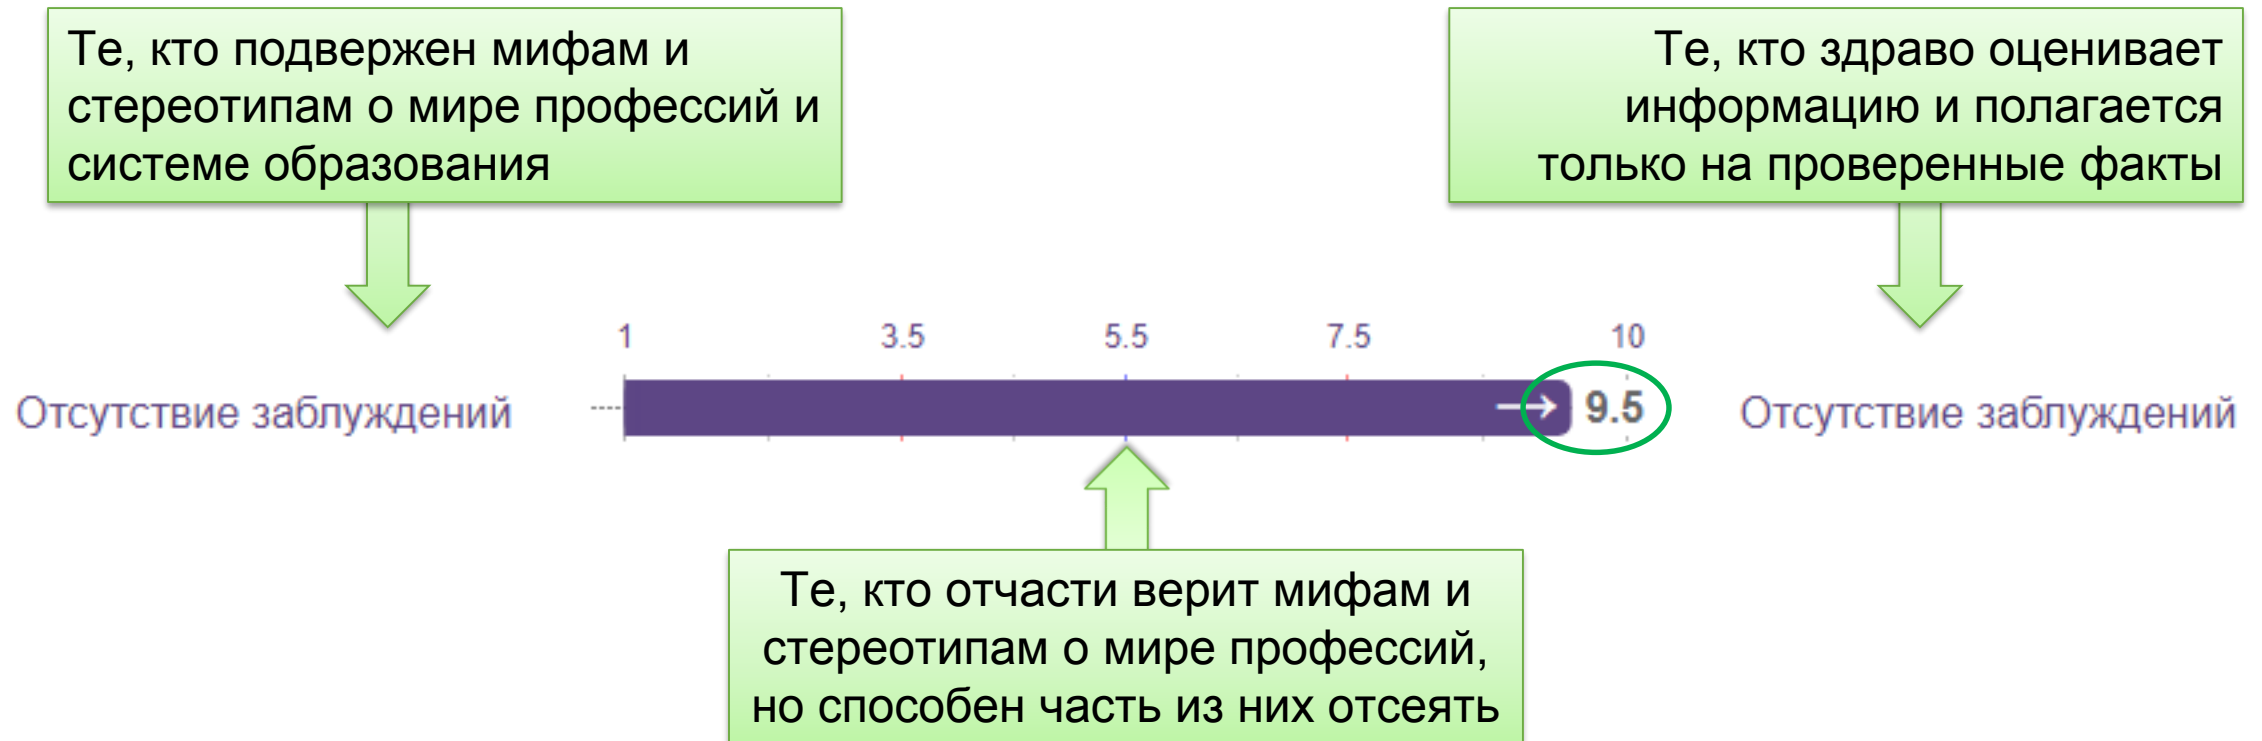 Те, кто подвержен мифам и
стереотипам о мире профессий и
системе образования
Те, кто здраво оценивает
информацию и полагается
только на проверенные факты
1 3.5 5.5 7.5 10
Отсутствие заблуждений
9.5
Отсутствие заблуждений
Те, кто отчасти верит мифам и
стереотипам о мире профессий,
но способен часть из них отсеять